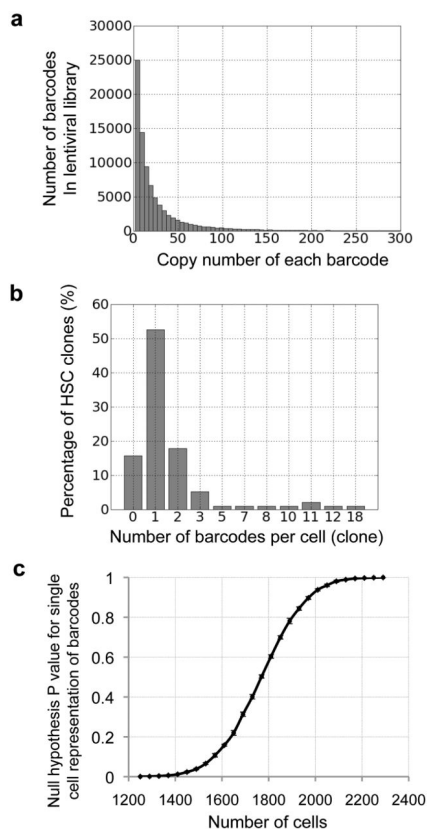 a
Number of barcodes
In lentiviral library
30000
25000
20000
15000
10000
5000
0
0 50 100 150 200 250 300
Copy number of each barcode
b
Percentage of HSC clones (%)
60
50
40
30
20
10
0
0 1 2 3 5 7 8 10 11 12 18
Number of barcodes per cell (clone)
c
Null hypothesis P value for single
cell representation of barcodes
1
0.8
0.6
0.4
0.2
0
1200 1400 1600 1800 2000 2200 2400
Number of cells